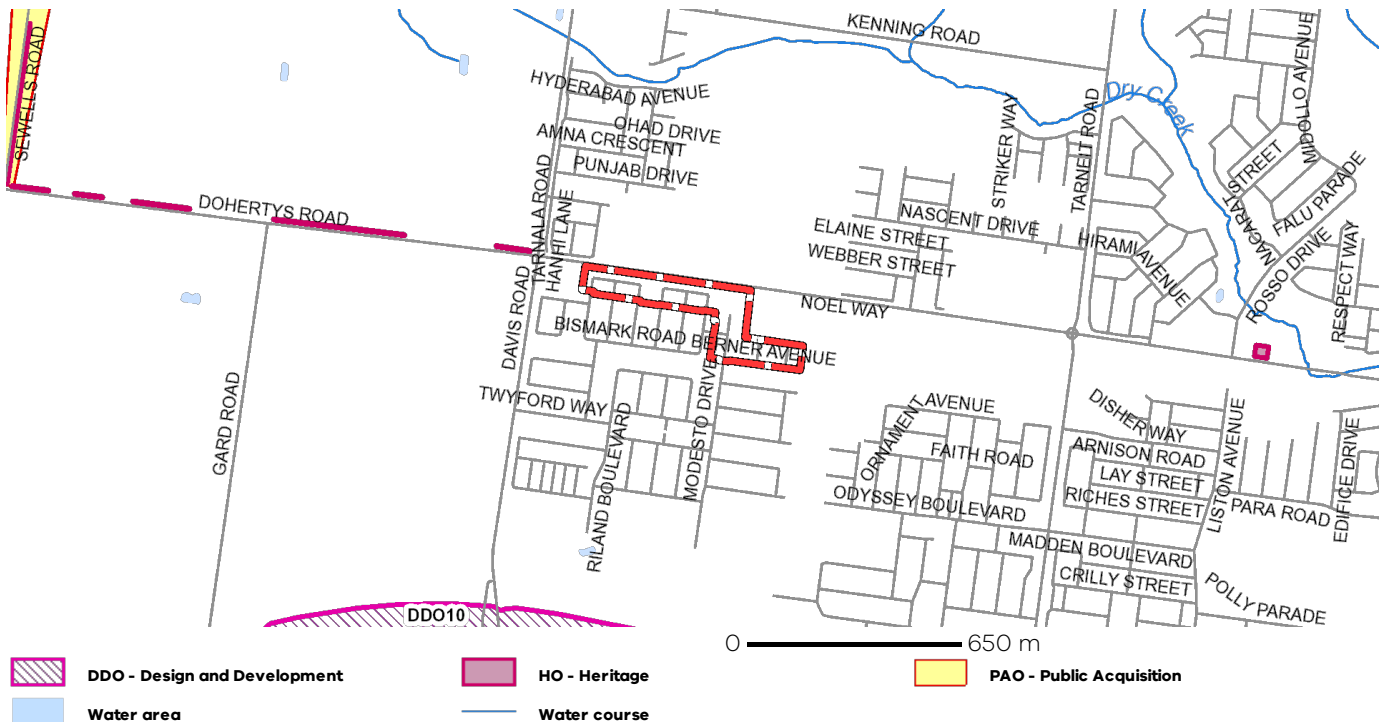 KENNING ROAD
SEWELLS ROAD
HYDERABAD AVENUE
MIDOLLO AVENUE
Dry Creek
STRIKER WAY
TARNEIT ROAD
OHAD DRIVE
AMNA CRESCENT
PUNJAB DRIVE
NACARAT STREET
FALU PARADE
DOHERTYS ROAD
TARNALA ROAD
HANHI LANE
NASCENT DRIVE
ELAINE STREET
WEBBER STREET
HIRAMI AVENUE
ROSSO DRIVE
RESPECT WAY
DAVIS ROAD
NOEL WAY
BISMARK ROAD
BERNER AVENUE
GARD ROAD
TWYFORD WAY
RILAND BOULEVARD
MODESTO DRIVE
ORNAMENT
AVENUE
FAITH ROAD
ODYSSEY BOULEVARD
DISHER WAY
ARNISON ROAD
LAY STREET
RICHES STREET
LISTON AVENUE
PARA ROAD
EDIFICE DRIVE
MADDEN BOULEVARD
CRILLY STREET
POLLY PARADE
DDO10
0 650 m
DDO - Design and Development
HO - Heritage
PAO - Public Acquisition
Water area
Water course